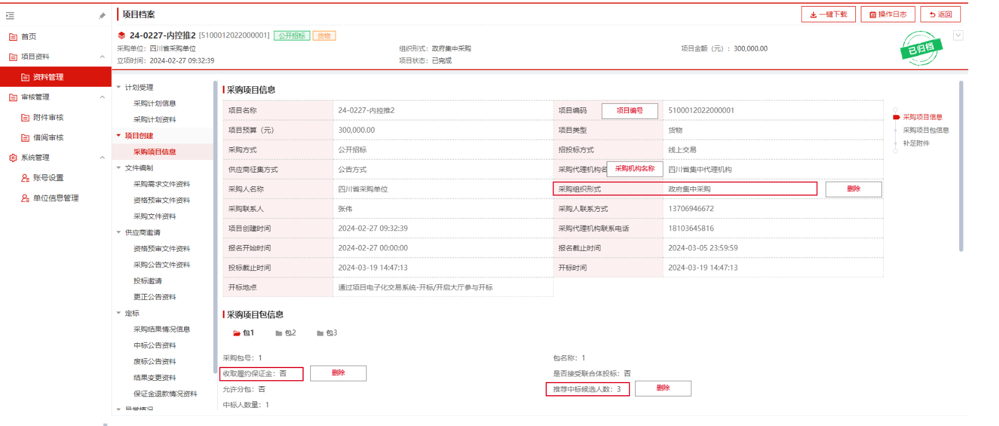 项目档案
一键下载
操作日志
返回
首页
项目资料
资料管理
审核管理
附件审核
借阅审核
系统管理
账号设置
单位信息管理
24-0227-内控推2 [5100012022000001] 公开招标 货物
采购单位：四川省采购单位
组织形式：政府集中采购
项目金额（元）：300,000.00
立项时间：2024-02-27 09:32:39
项目状态：已完成
已归档
计划受理
采购计划信息
采购计划资料
项目创建
采购项目信息
文件编制
采购需求文件资料
资格预审文件资料
采购文件资料
供应商邀请
资格预审文件资料
采购公告文件资料
投标邀请
更正公告资料
定标
采购结果情况信息
中标公告资料
废标公告资料
结果变更资料
保证金退款情况资料
异常情况
采购项目信息
项目名称 24-0227-内控推2 项目编码 项目编号 5100012022000001
项目预算（元） 300,000.00 项目类型 货物
采购方式 公开招标 招投标方式 线上交易
供应商征集方式 公告方式 采购代理机构名 采购机构名称 四川省集中代理机构
采购人名称 四川省采购单位 采购组织形式 政府集中采购 删除
采购联系人 张伟 采购人联系方式 13706946672
项目创建时间 2024-02-27 09:32:39 采购代理机构联系电话 18103645816
报名开始时间 2024-02-27 00:00:00 报名截止时间 2024-03-05 23:59:59
投标截止时间 2024-03-19 14:47:13 开标时间 2024-03-19 14:47:13
开标地点 通过项目电子化交易系统-开标/开启大厅参与开标
采购项目包信息
包1 包2 包3
采购包号：1 包名称：1
收取履约保证金：否 删除 是否接受联合体投标：否
允许分包：否 推荐中标候选人数：3 删除
中标人数量：1
采购项目信息
采购项目包信息
补足附件